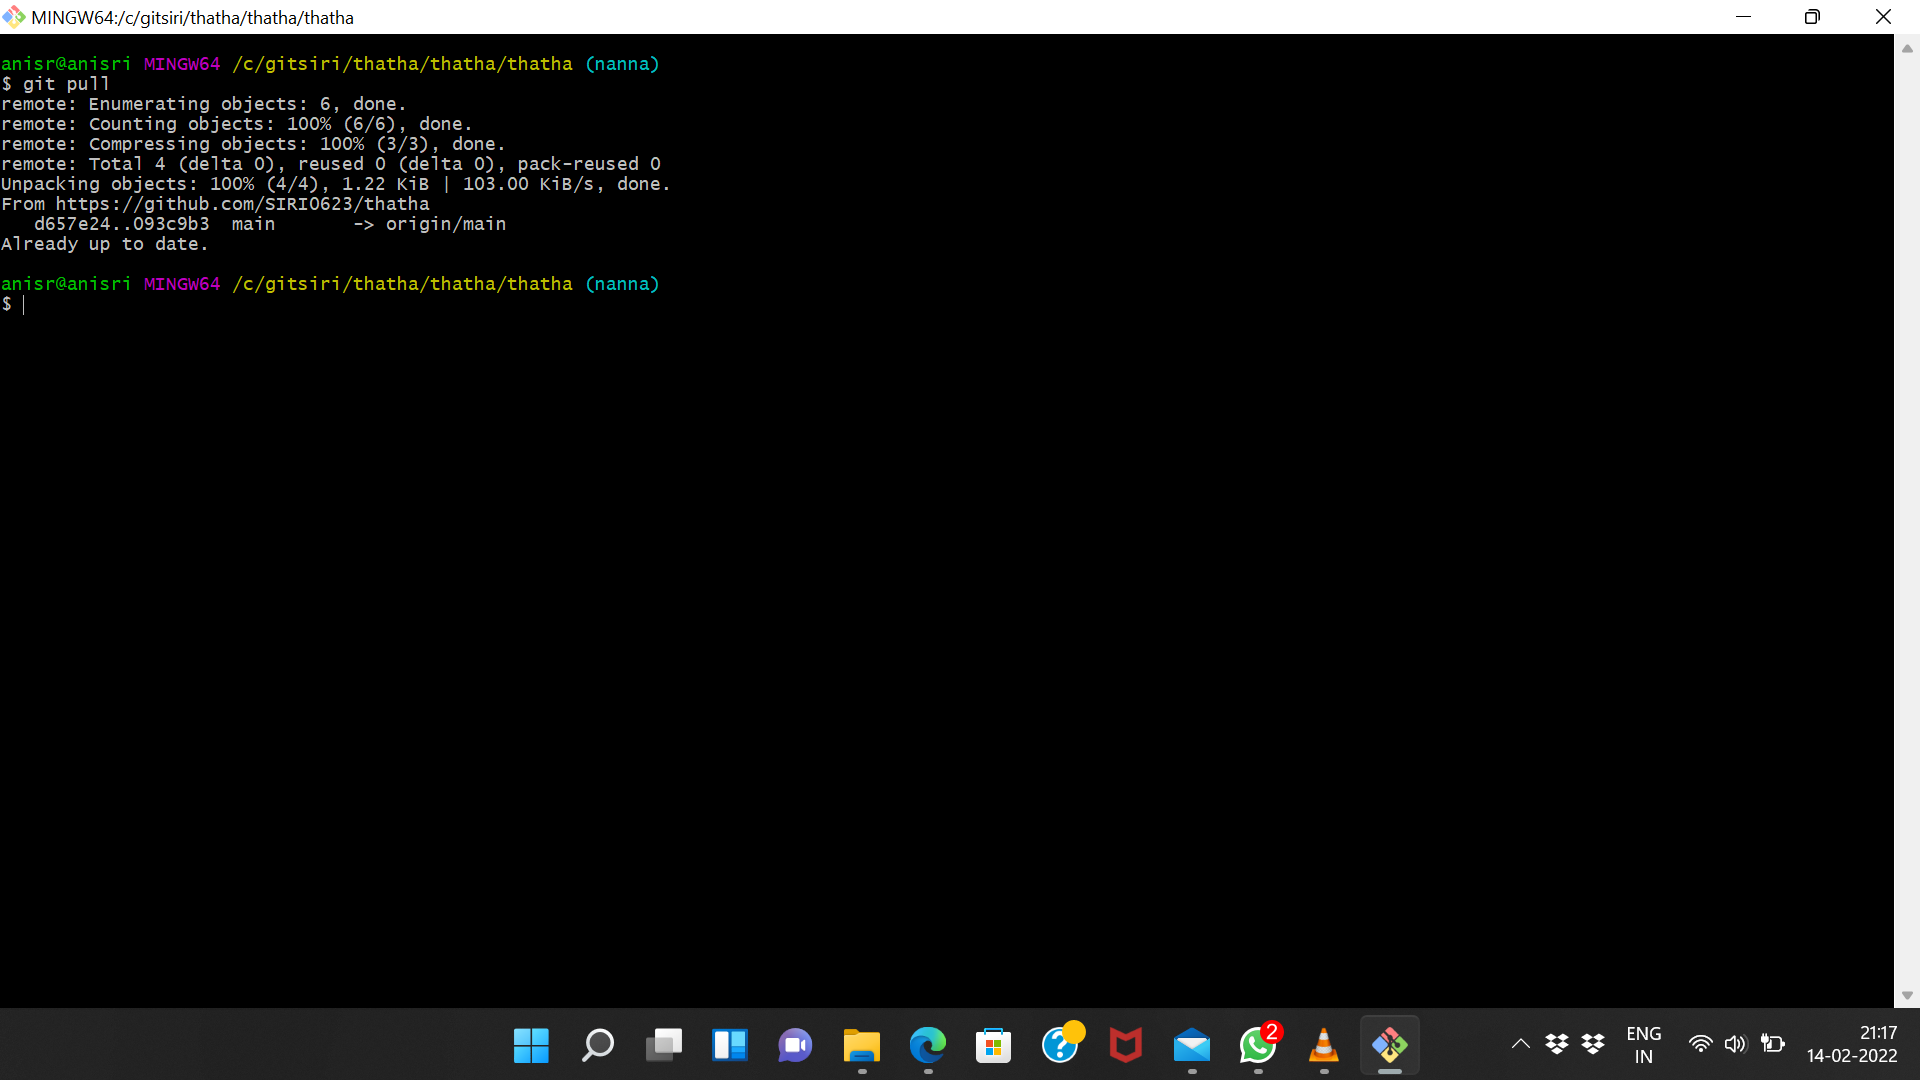 MINGW64:/c/gitsiri/thatha/thatha/thatha
anisr@anisri MINGW64 /c/gitsiri/thatha/thatha/thatha (nanna)
$ git pull
remote: Enumerating objects: 6, done.
remote: Counting objects: 100% (6/6), done.
remote: Compressing objects: 100% (3/3), done.
remote: Total 4 (delta 0), reused 0 (delta 0), pack-reused 0
Unpacking objects: 100% (4/4), 1.22 KiB | 103.00 KiB/s, done.
From https://github.com/SIRI0623/thatha
   d657e24..093c9b3  main       -> origin/main
Already up to date.
anisr@anisri MINGW64 /c/gitsiri/thatha/thatha/thatha (nanna)
$
2
ENG
IN
21:17
14-02-2022